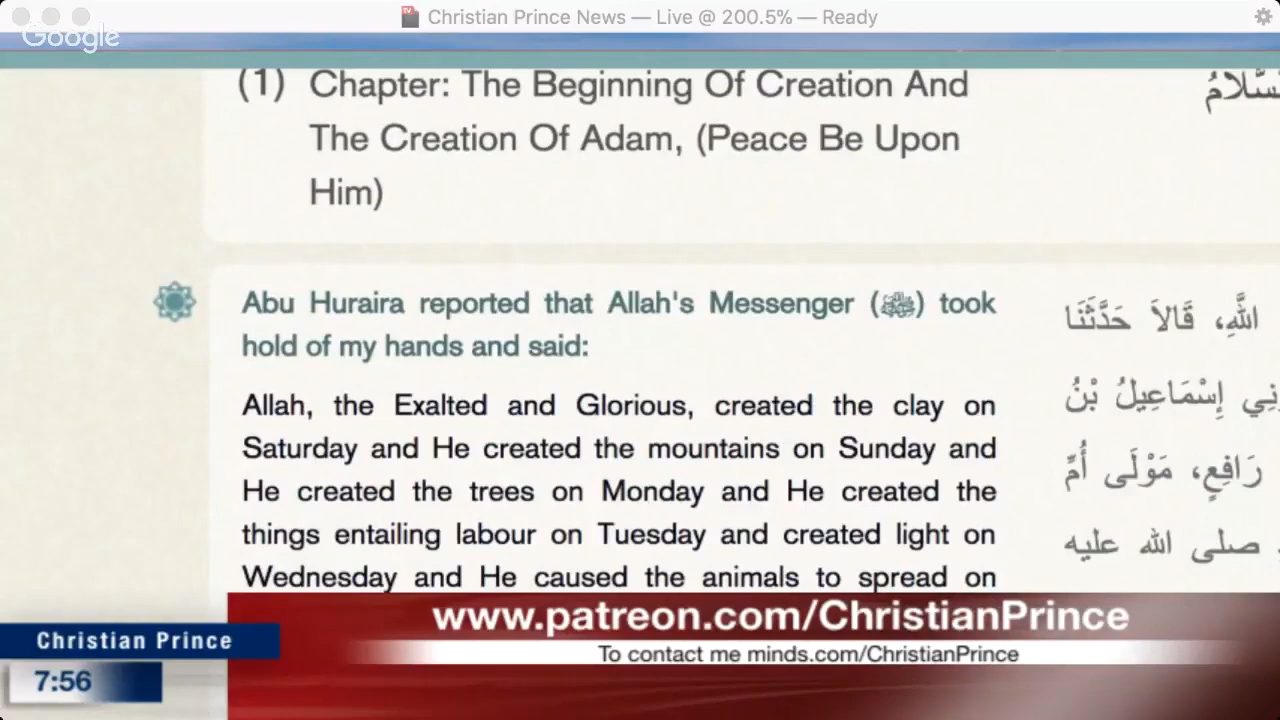 Christian Prince News — Live @ 200.5% — Ready
Google
(1) Chapter: The Beginning Of Creation And
The Creation Of Adam, (Peace Be Upon
Him)
Abu Huraira reported that Allah's Messenger (ﷺ) took
hold of my hands and said:
Allah, the Exalted and Glorious, created the clay on
Saturday and He created the mountains on Sunday and
He created the trees on Monday and He created the
things entailing labour on Tuesday and created light on
Wednesday and He caused the animals to spread on
اللَّهِ، قَالاَ حَدَّثَنَا
إِسْمَاعِيلُ بْنُ
رَافِعٍ، مَوْلَى أُمِّ
صلى الله عليه
www.patreon.com/ChristianPrince
To contact me minds.com/ChristianPrince
Christian Prince
7:56